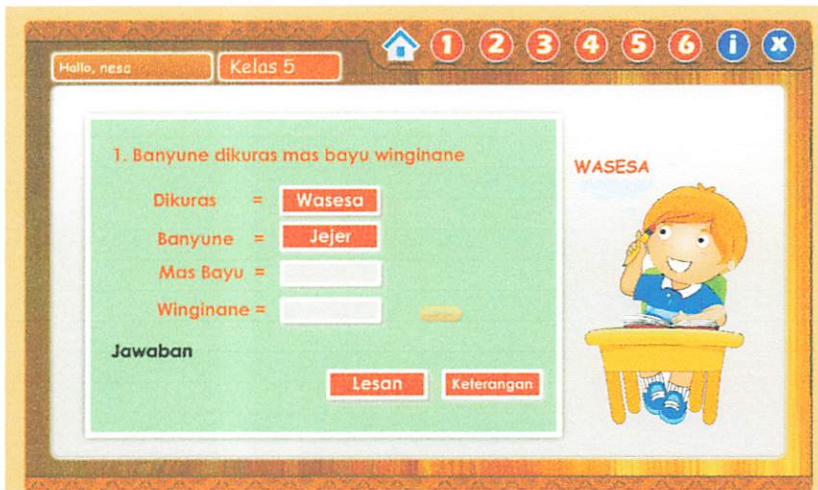 1 2 3 4 5 6 i x
Hallo, nesa Kelas 5
1. Banyune dikuras mas bayu winginane
WASESA
Dikuras = Wasesa
Banyune = Jejer
Mas Bayu =
Winginane =
Jawaban
Lesan Keterangan